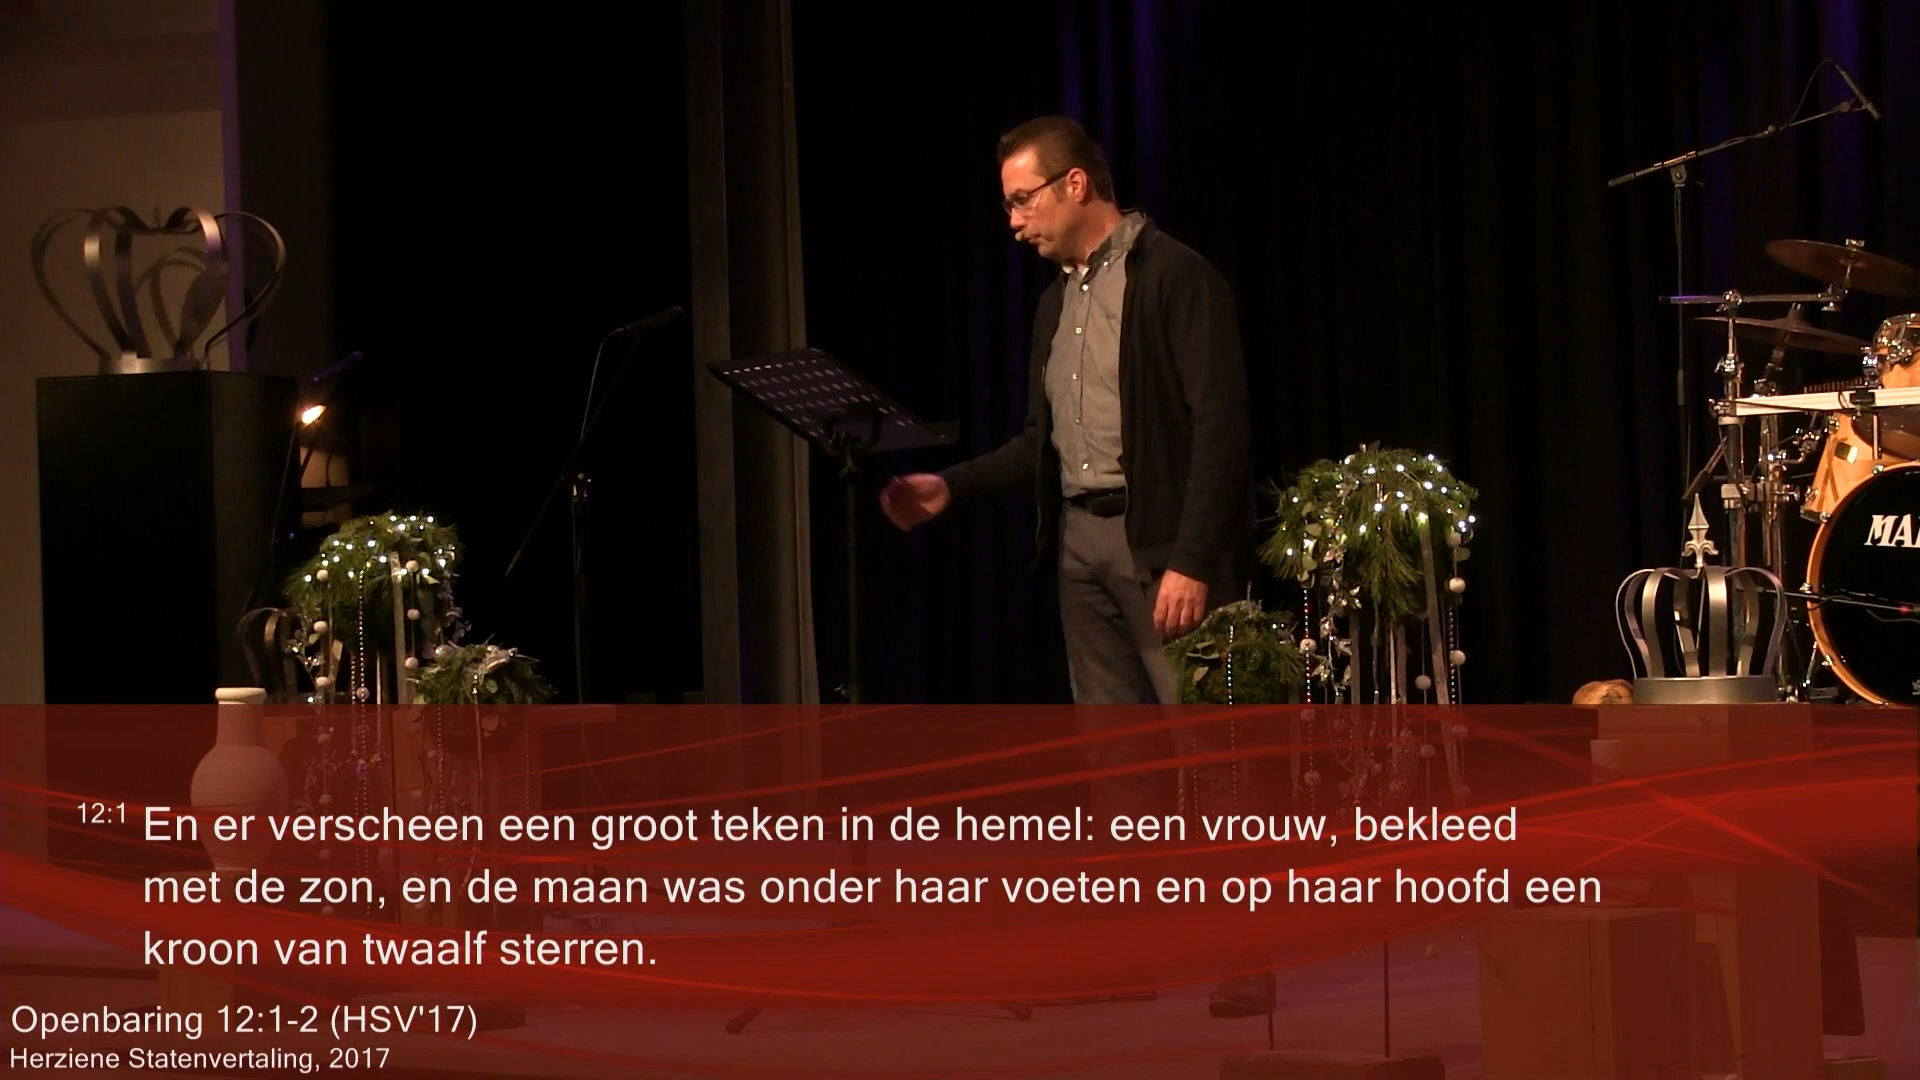 MA
12:1 En er verscheen een groot teken in de hemel: een vrouw, bekleed
met de zon, en de maan was onder haar voeten en op haar hoofd een
kroon van twaalf sterren.
Openbaring 12:1-2 (HSV'17)
Herziene Statenvertaling, 2017